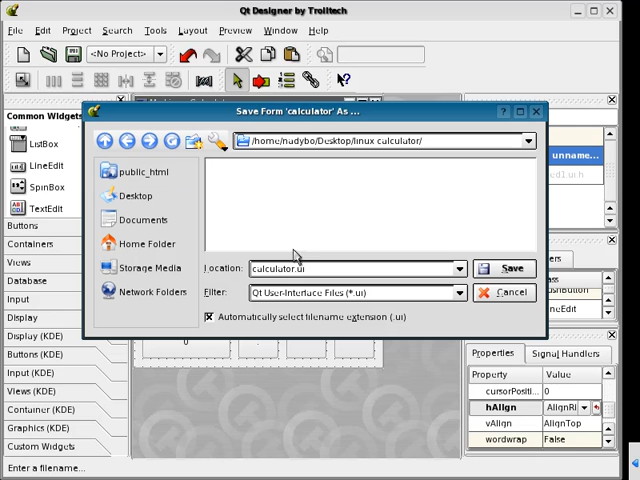 Qt Designer by Trolltech
File Edit Project Search Tools Layout Preview Window Help
<No Project>
Common Widgets
ListBox
LineEdit
SpinBox
TextEdit
Buttons
Containers
Views
Database
Input
Display
Display (KDE)
Buttons (KDE)
Input (KDE)
Views (KDE)
Container (KDE)
Graphics (KDE)
Custom Widgets
Enter a filename...
Save Form 'calculator' As ...
/home/nadybo/Desktop/linux calculator/
public_html
Desktop
Documents
Home Folder
Storage Media
Network Folders
Location: calculator.ui
Save
Filter: Qt User-Interface Files (*.ui)
Cancel
Automatically select filename extension (.ui)
unname...
Properties Signal Handlers
Property Value
cursorPositi... 0
hAlign AlignRi
vAlign AlignTop
wordwrap False